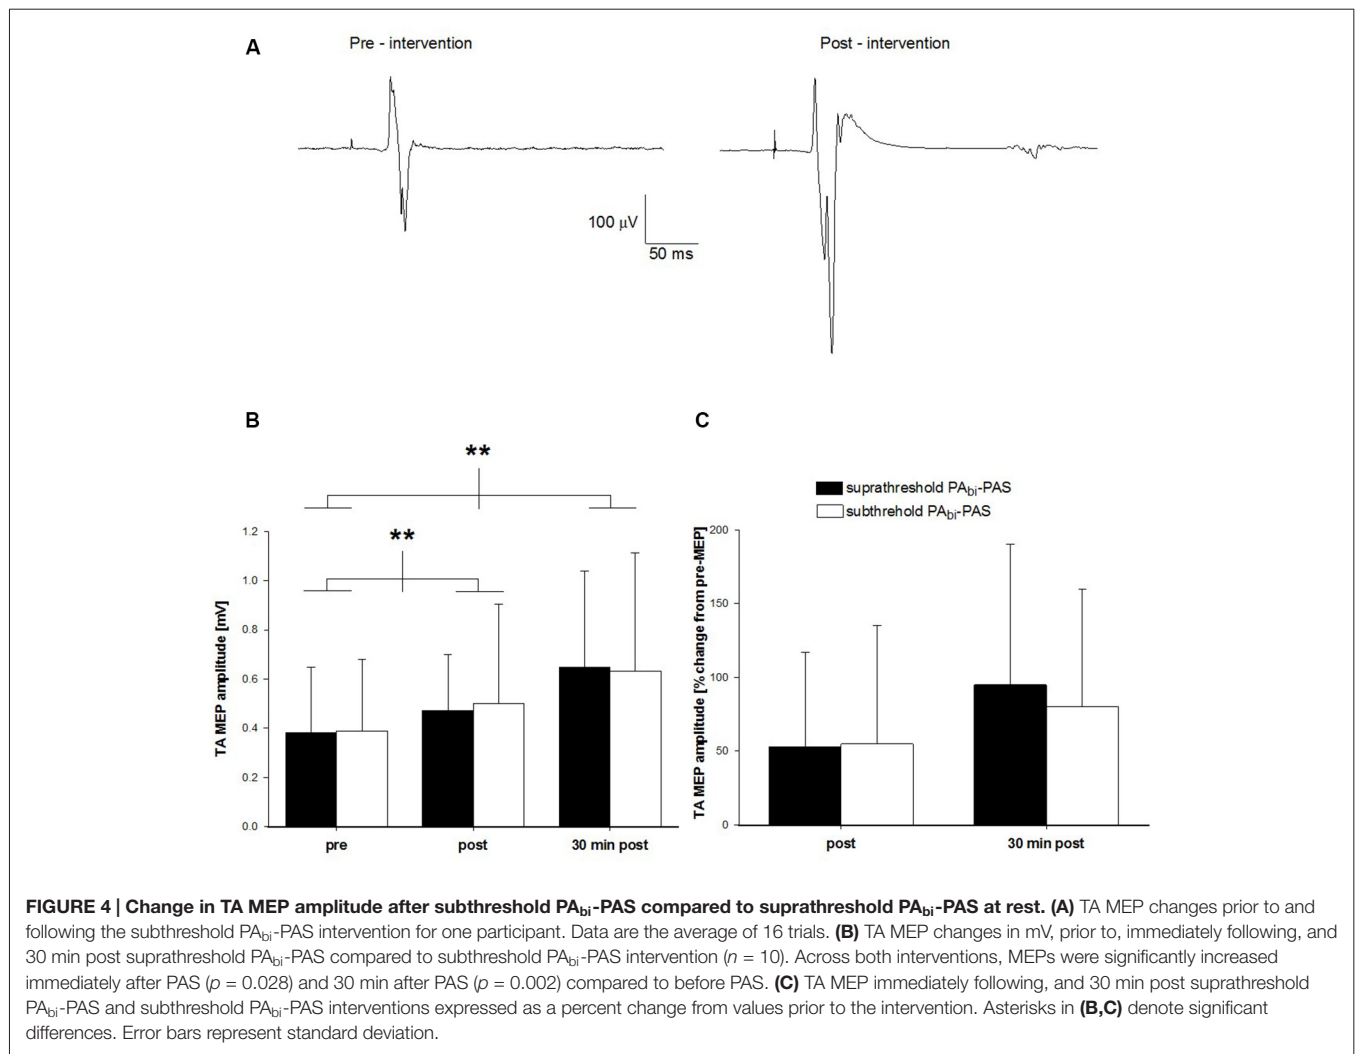 A
Pre - intervention
Post - intervention
100 μV
50 ms
B
C
**
**
suprathreshold PAbi-PAS
subthrehold PAbi-PAS
TA MEP amplitude [mV]
1.2
1.0
0.8
0.6
0.4
0.2
0.0
pre
post
30 min post
TA MEP amplitude [% change from pre-MEP]
200
150
100
50
0
post
30 min post
FIGURE 4 | Change in TA MEP amplitude after subthreshold PAbi-PAS compared to suprathreshold PAbi-PAS at rest. (A) TA MEP changes prior to and
following the subthreshold PAbi-PAS intervention for one participant. Data are the average of 16 trials. (B) TA MEP changes in mV, prior to, immediately following, and
30 min post suprathreshold PAbi-PAS compared to subthreshold PAbi-PAS intervention (n = 10). Across both interventions, MEPs were significantly increased
immediately after PAS (p = 0.028) and 30 min after PAS (p = 0.002) compared to before PAS. (C) TA MEP immediately following, and 30 min post suprathreshold
PAbi-PAS and subthreshold PAbi-PAS interventions expressed as a percent change from values prior to the intervention. Asterisks in (B,C) denote significant
differences. Error bars represent standard deviation.